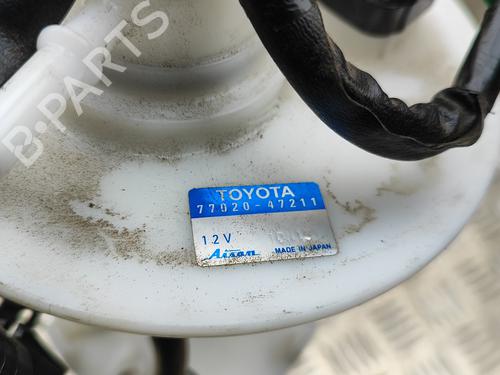 B-PARTS
TOYOTA
77020-47211
12V
Aisan
MADE IN JAPAN